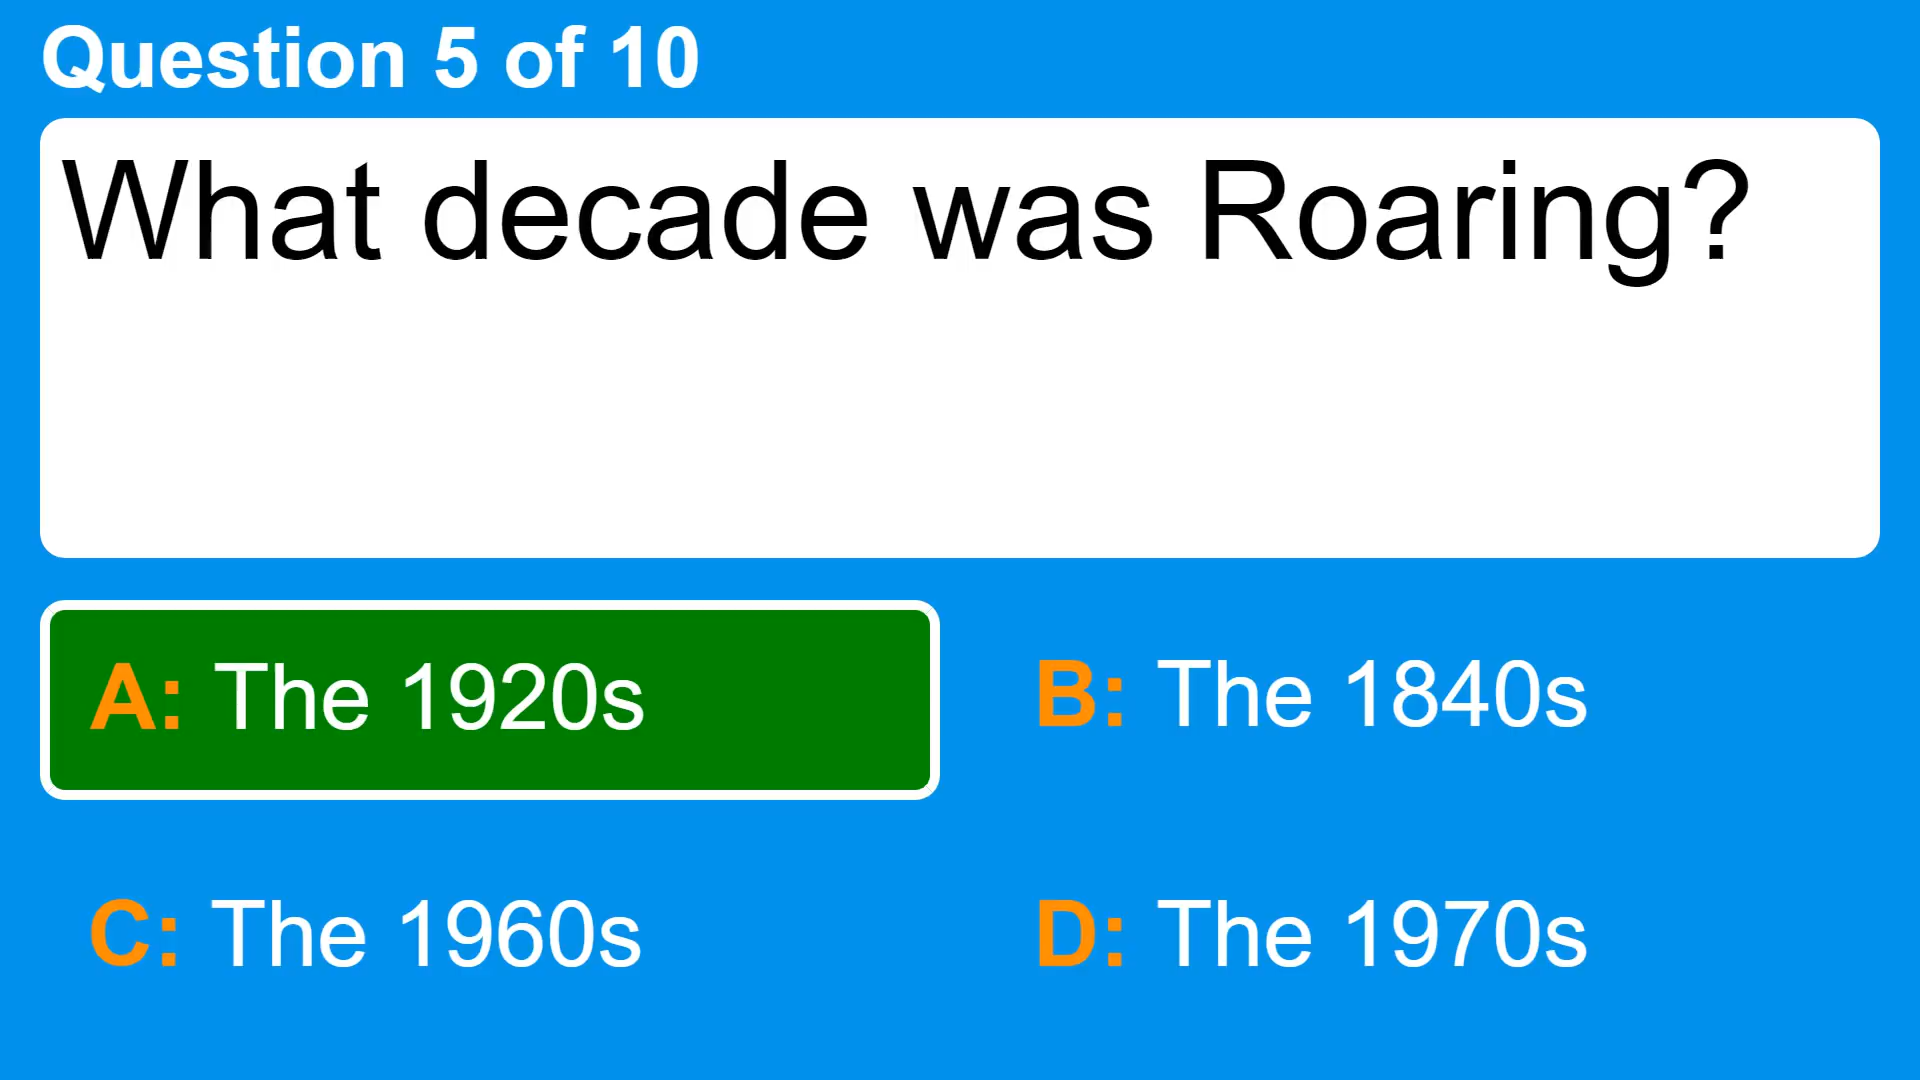 Question 5 of 10
What decade was Roaring?
A: The 1920s
B: The 1840s
C: The 1960s
D: The 1970s